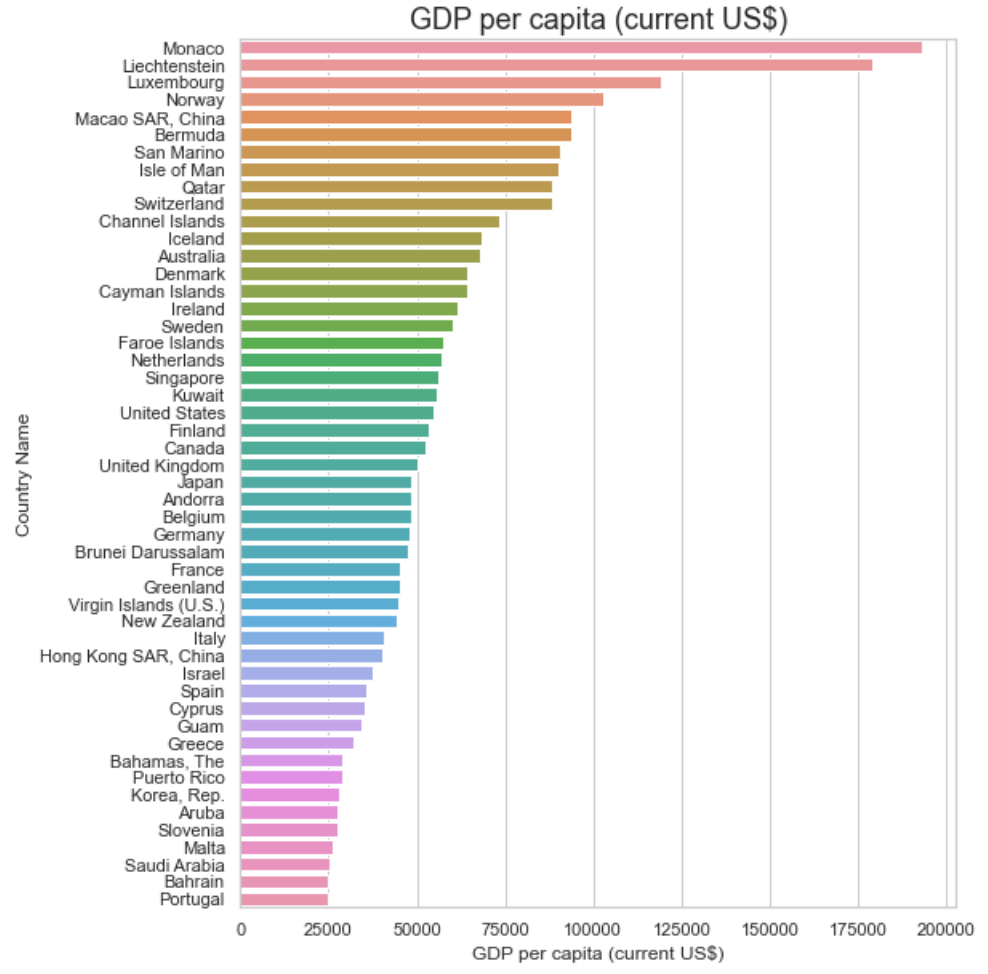 GDP per capita (current US$)
Monaco
Liechtenstein
Luxembourg
Norway
Macao SAR, China
Bermuda
San Marino
Isle of Man
Qatar
Switzerland
Channel Islands
Iceland
Australia
Denmark
Cayman Islands
Ireland
Sweden
Faroe Islands
Netherlands
Singapore
Kuwait
United States
Finland
Canada
United Kingdom
Japan
Andorra
Belgium
Germany
Brunei Darussalam
France
Greenland
Virgin Islands (U.S.)
New Zealand
Italy
Hong Kong SAR, China
Israel
Spain
Cyprus
Guam
Greece
Bahamas, The
Puerto Rico
Korea, Rep.
Aruba
Slovenia
Malta
Saudi Arabia
Bahrain
Portugal
Country Name
0 25000 50000 75000 100000 125000 150000 175000 200000
GDP per capita (current US$)